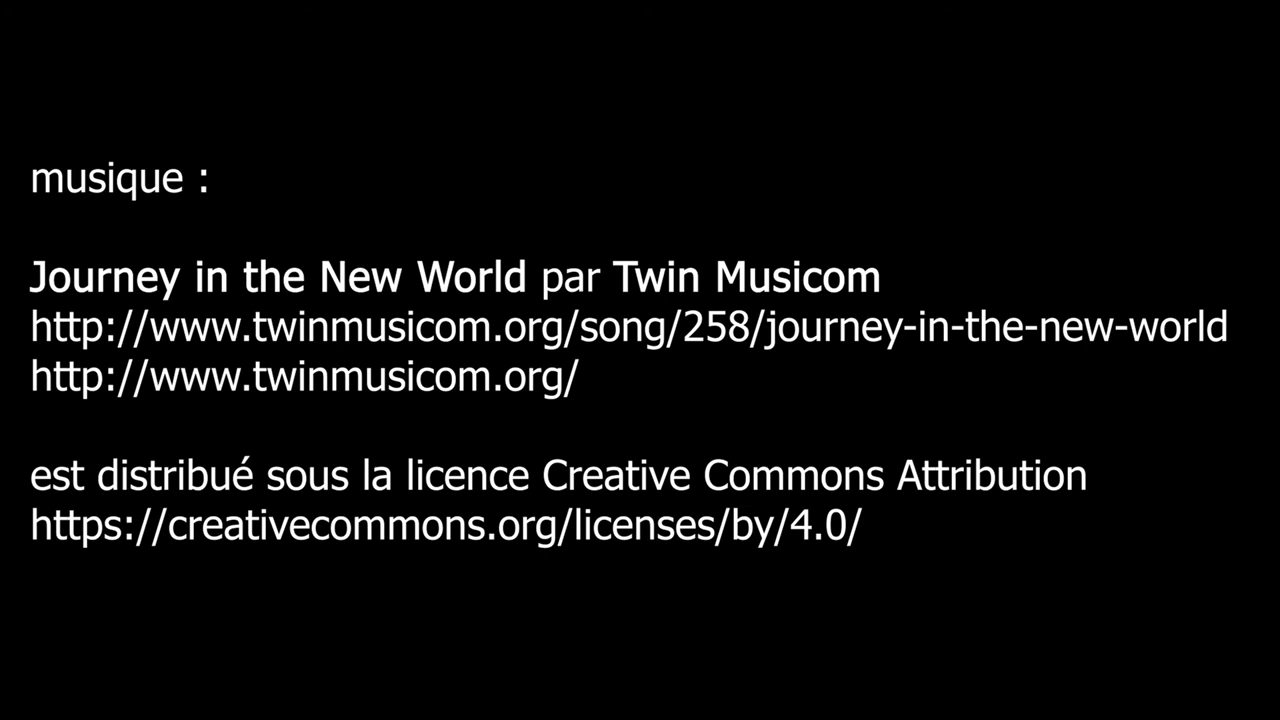 musique :
Journey in the New World par Twin Musicom
http://www.twinmusicom.org/song/258/journey-in-the-new-world
http://www.twinmusicom.org/
est distribué sous la licence Creative Commons Attribution
https://creativecommons.org/licenses/by/4.0/